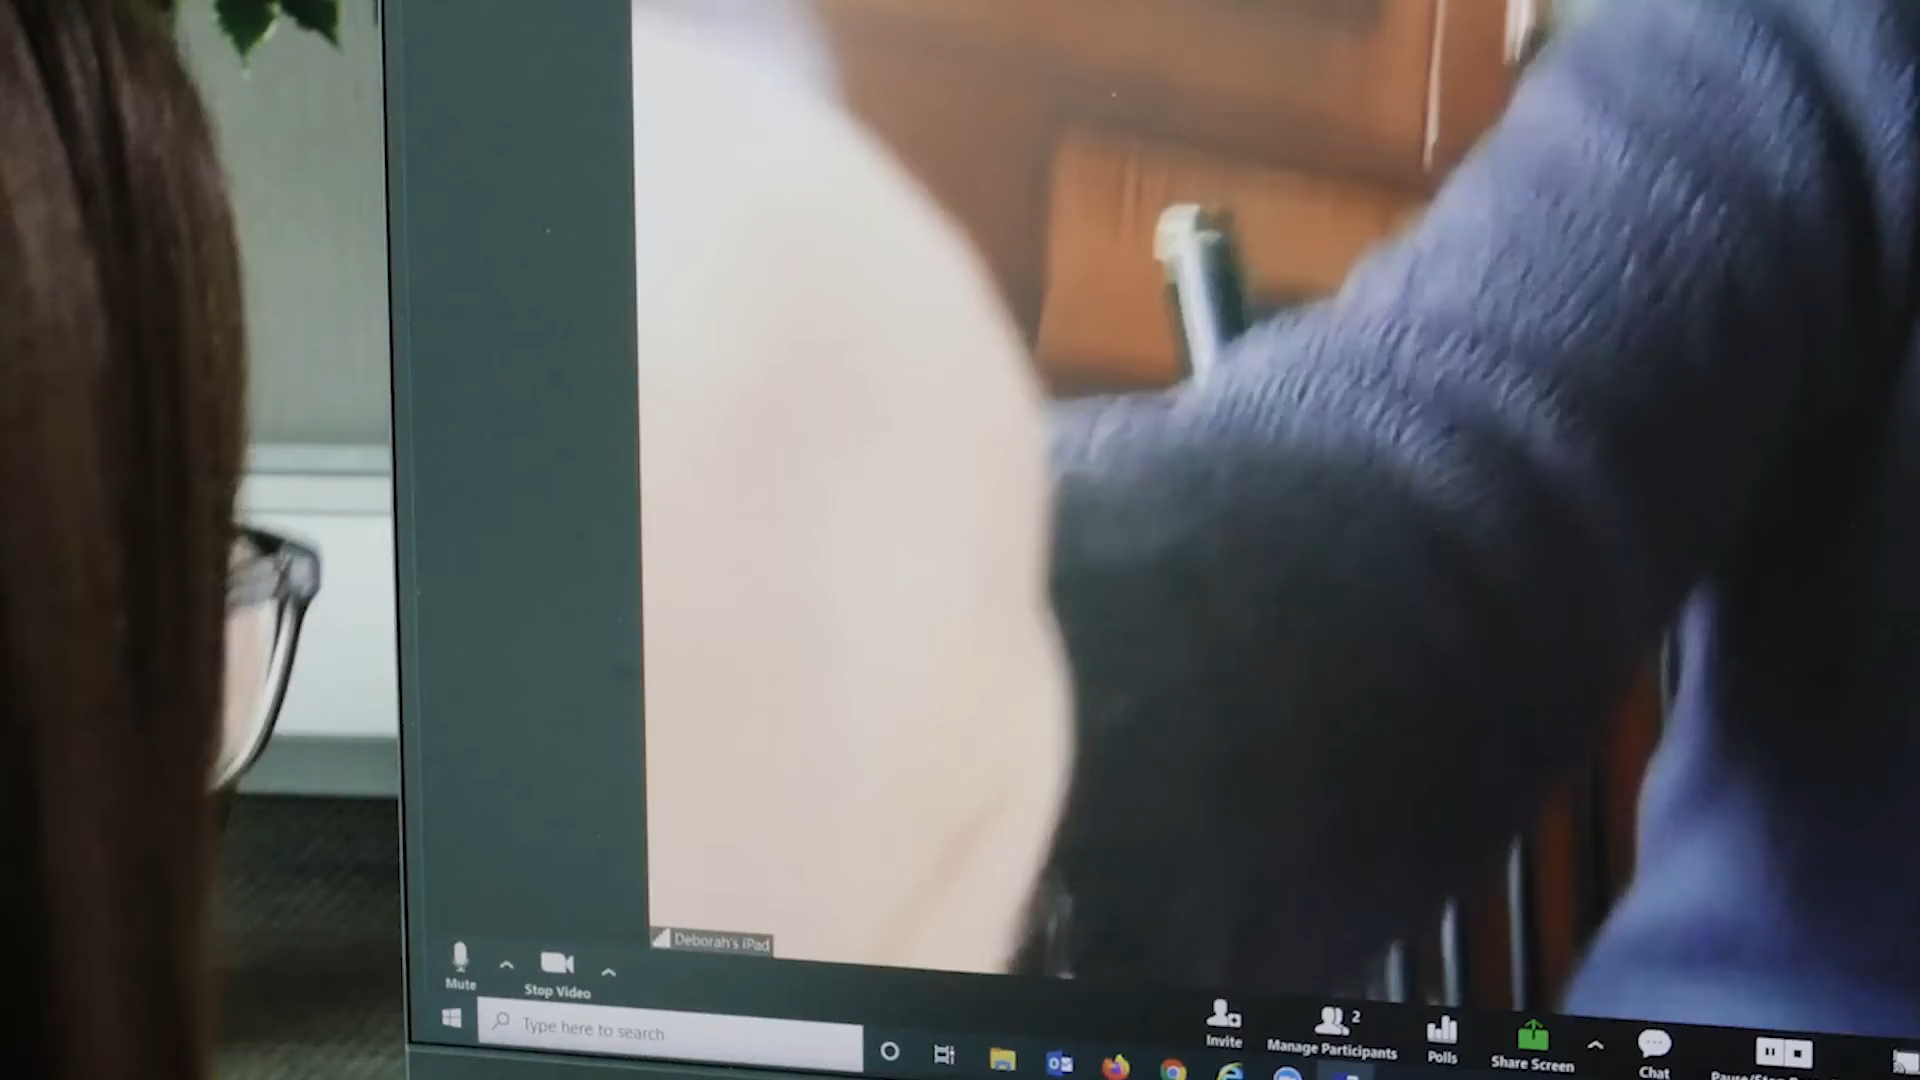 Deborah's iPad
Mute
Stop Video
Invite
2
Manage Participants
Polls
Share Screen
Chat
Type here to search